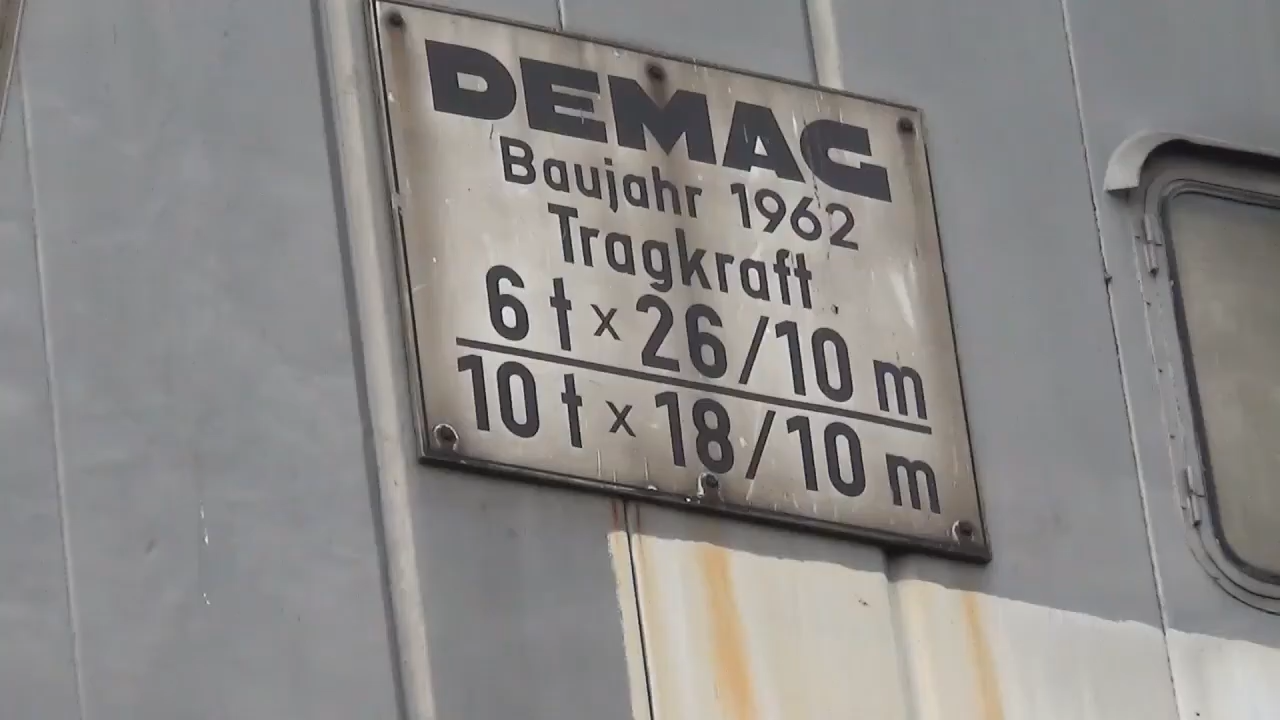 DEMAG
Baujahr 1962
Tragkraft
6 t x 26/10 m
10 t x 18/10 m